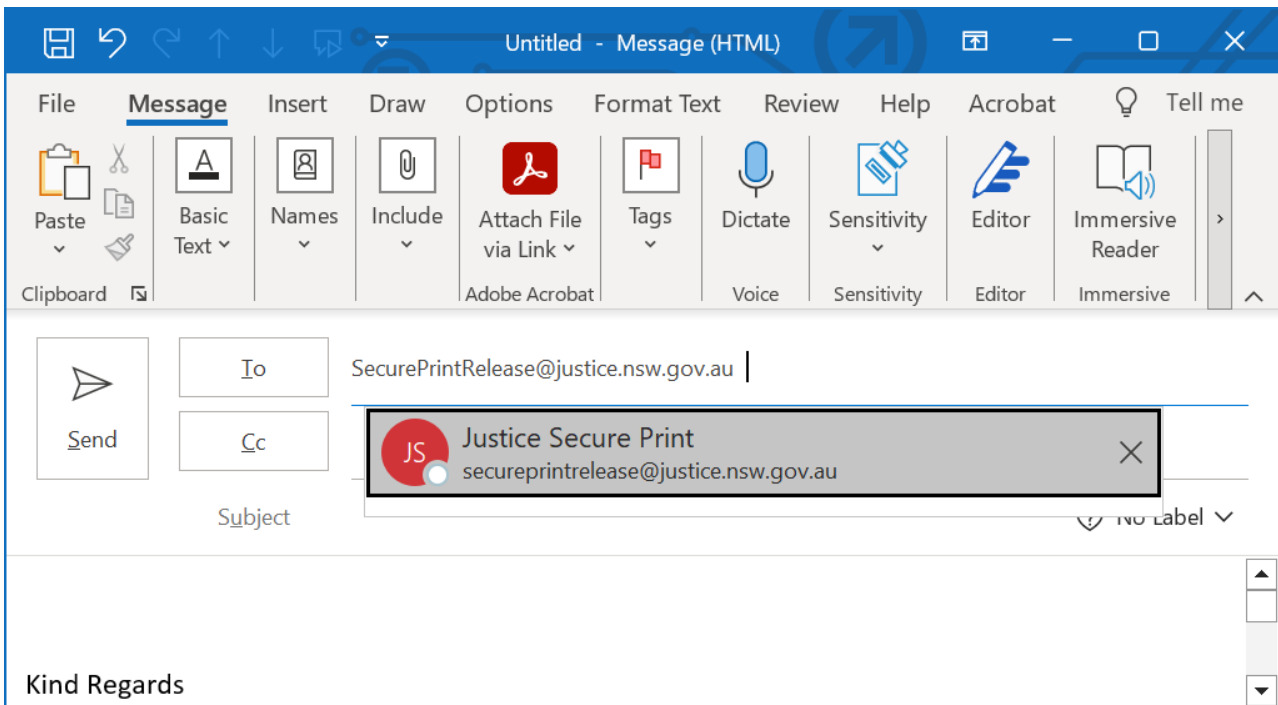 Untitled - Message (HTML)
File Message Insert Draw Options Format Text Review Help Acrobat Tell me
Paste
Basic Text
Names
Include
Attach File via Link
Tags
Dictate
Sensitivity
Editor
Immersive Reader
Clipboard Adobe Acrobat Voice Sensitivity Editor Immersive
Send
To SecurePrintRelease@justice.nsw.gov.au
Cc
JS Justice Secure Print
secureprintrelease@justice.nsw.gov.au
Subject No Label
Kind Regards